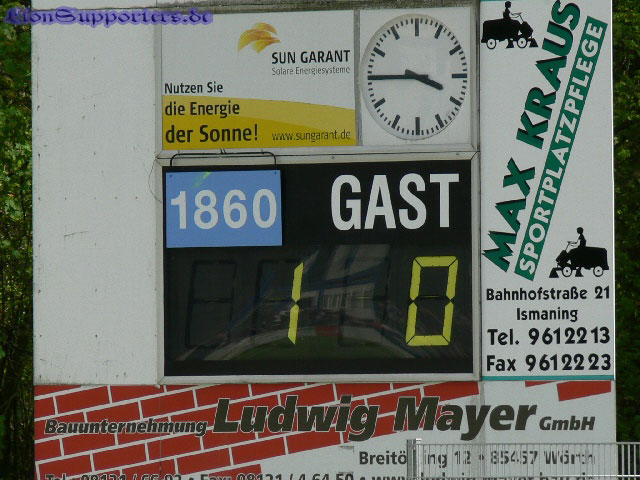 LionSupporters.de
SUN GARANT
Solare Energiesysteme
Nutzen Sie
die Energie
der Sonne!
www.sungarant.de
MAX KRAUS
SPORTPLATZPFLEGE
Bahnhofstraße 21
Ismaning
Tel. 9612213
Fax 9612223
1860 GAST
1 0
Bauunternehmung Ludwig Mayer GmbH
12 • 85457 Wörth